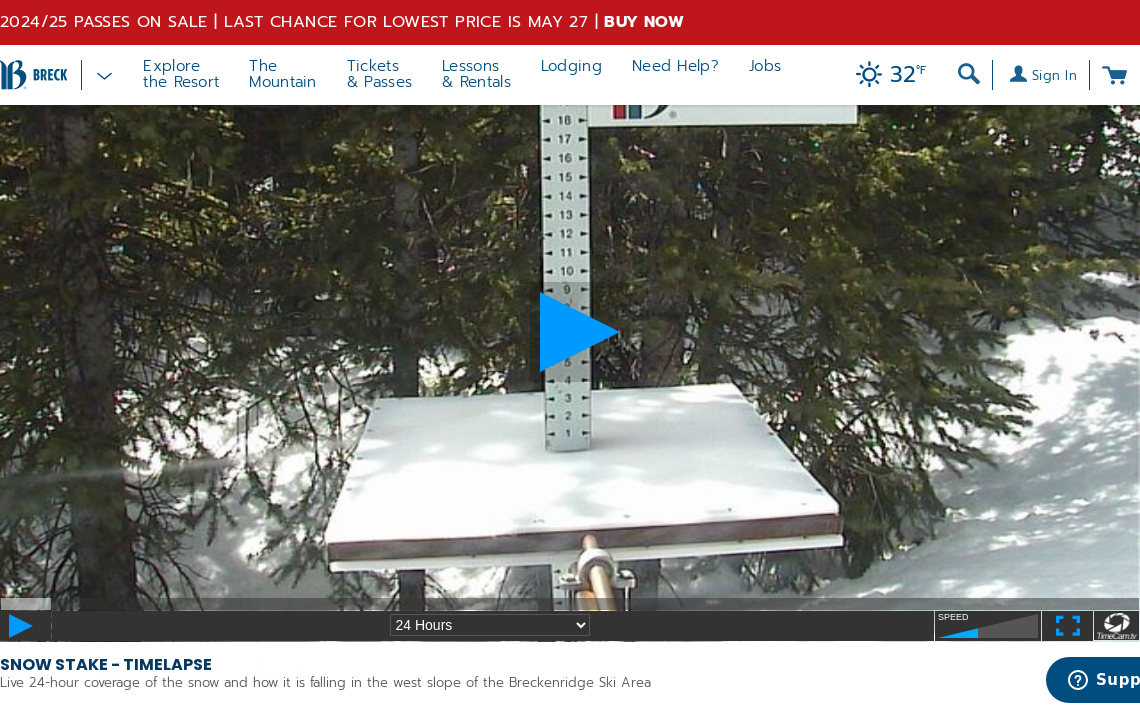 2024/25 PASSES ON SALE | LAST CHANCE FOR LOWEST PRICE IS MAY 27 | BUY NOW
B BRECK
Explore
the Resort
The
Mountain
Tickets
& Passes
Lessons
& Rentals
Lodging
Need Help?
Jobs
32°F
Sign In
18
17
16
15
14
13
12
11
10
9
5
4
3
2
1
24 Hours
SPEED
TimeCam.tv
SNOW STAKE - TIMELAPSE
Live 24-hour coverage of the snow and how it is falling in the west slope of the Breckenridge Ski Area
Supp